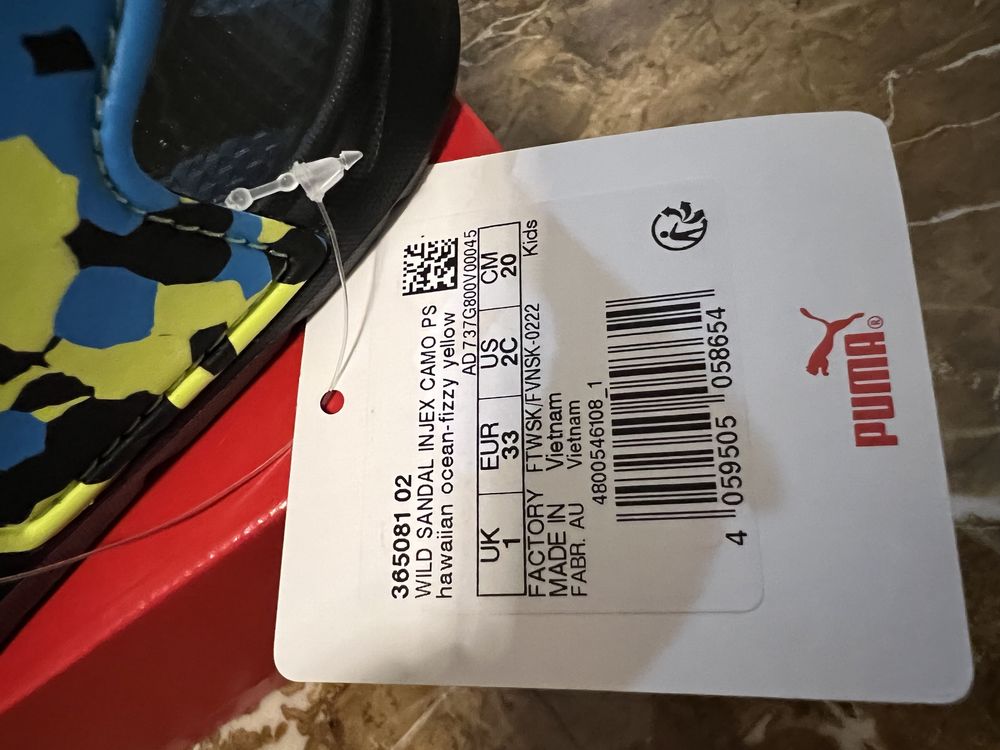 365081 02
WILD SANDAL INJEX CAMO PS
hawaiian ocean-fizzy yellow
AD737G800V00045
UK EUR US CM
1 33 2C 20
FACTORY FTWSK/FVNSK-0222 Kids
MADE IN Vietnam
FABR. AU Vietnam
4800546108_1
4 059505 058654
PUMA®